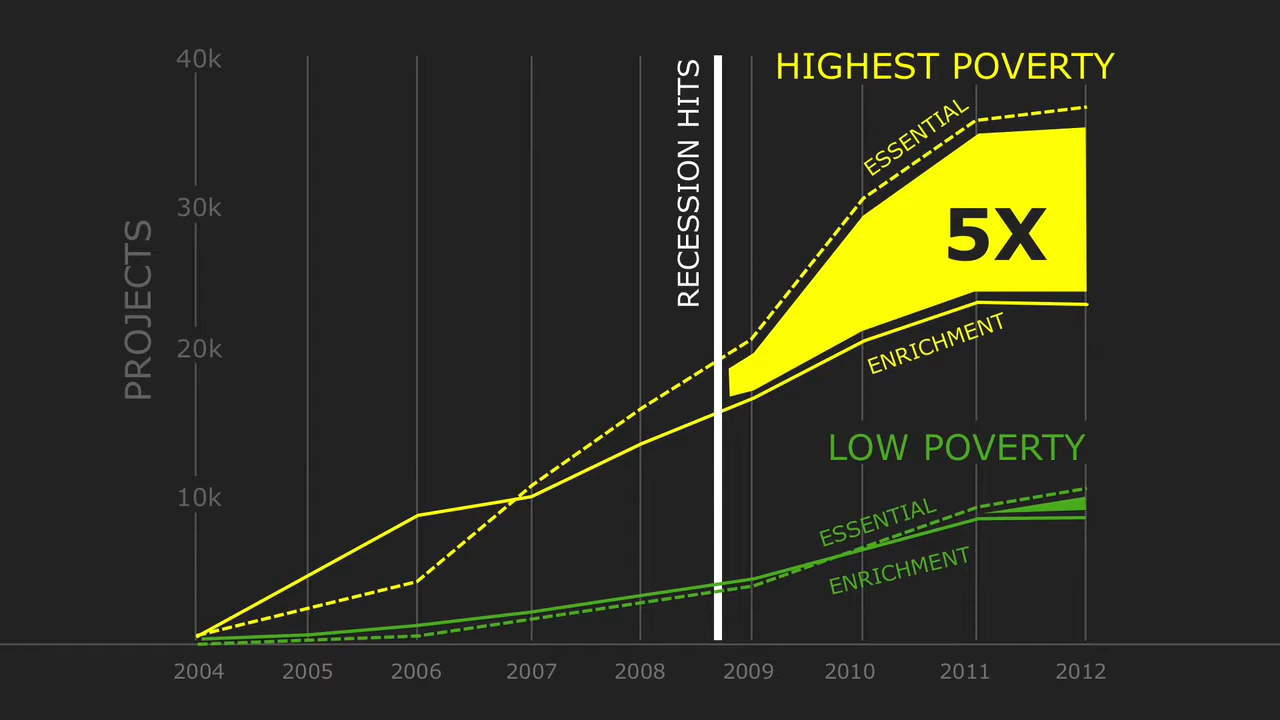 40k
30k
20k
10k
PROJECTS
RECESSION HITS
HIGHEST POVERTY
ESSENTIAL
5X
ENRICHMENT
LOW POVERTY
ESSENTIAL
ENRICHMENT
2004 2005 2006 2007 2008 2009 2010 2011 2012